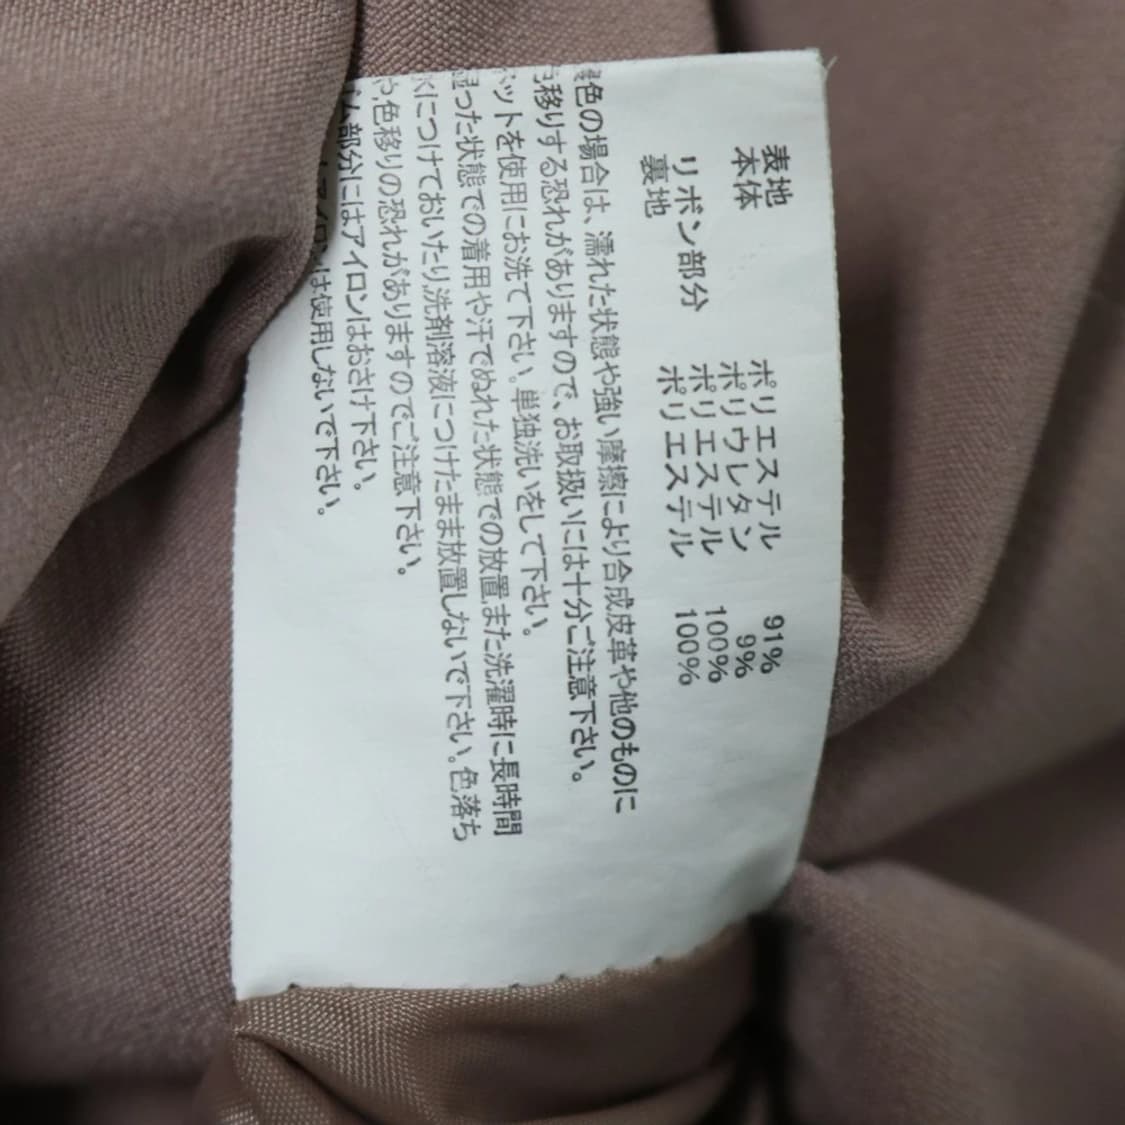 表地
本体 ポリエステル 91%
ポリウレタン 9%
リボン部分 ポリエステル 100%
裏地 ポリエステル 100%
色の場合は、濡れた状態や強い摩擦により合成皮革や他のものに
移りする恐れがありますので、お取扱いには十分ご注意下さい。
ネットを使用にお洗て下さい。単独洗いをして下さい。
湿った状態での着用や汗でぬれた状態での放置、また洗濯時に長時間
水につけておいたり、洗剤溶液につけたまま放置しないで下さい。色落ち
や、色移りの恐れがありますのでご注意下さい。
ム部分にはアイロンはおさけ下さい。
は使用しないで下さい。